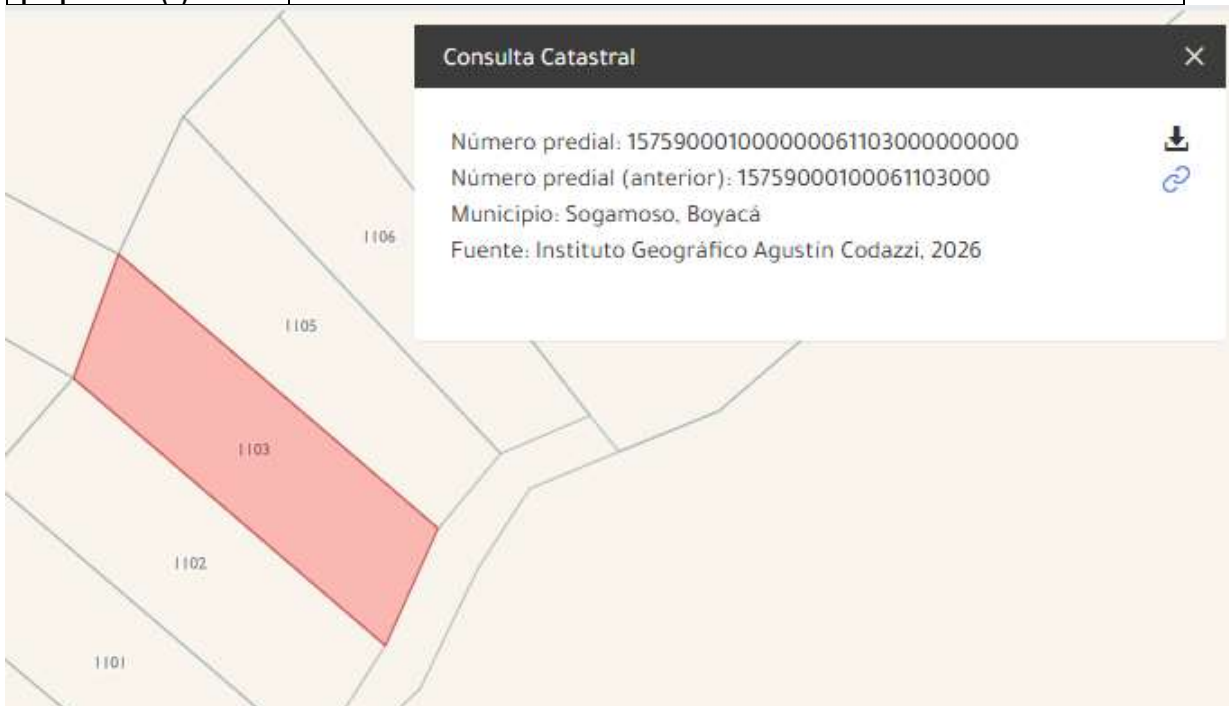 Consulta Catastral
Número predial: 157590001000000061103000000000
Número predial (anterior): 15759000100061103000
Municipio: Sogamoso, Boyacá
Fuente: Instituto Geográfico Agustín Codazzi, 2026
1106
1105
1103
1102
1101